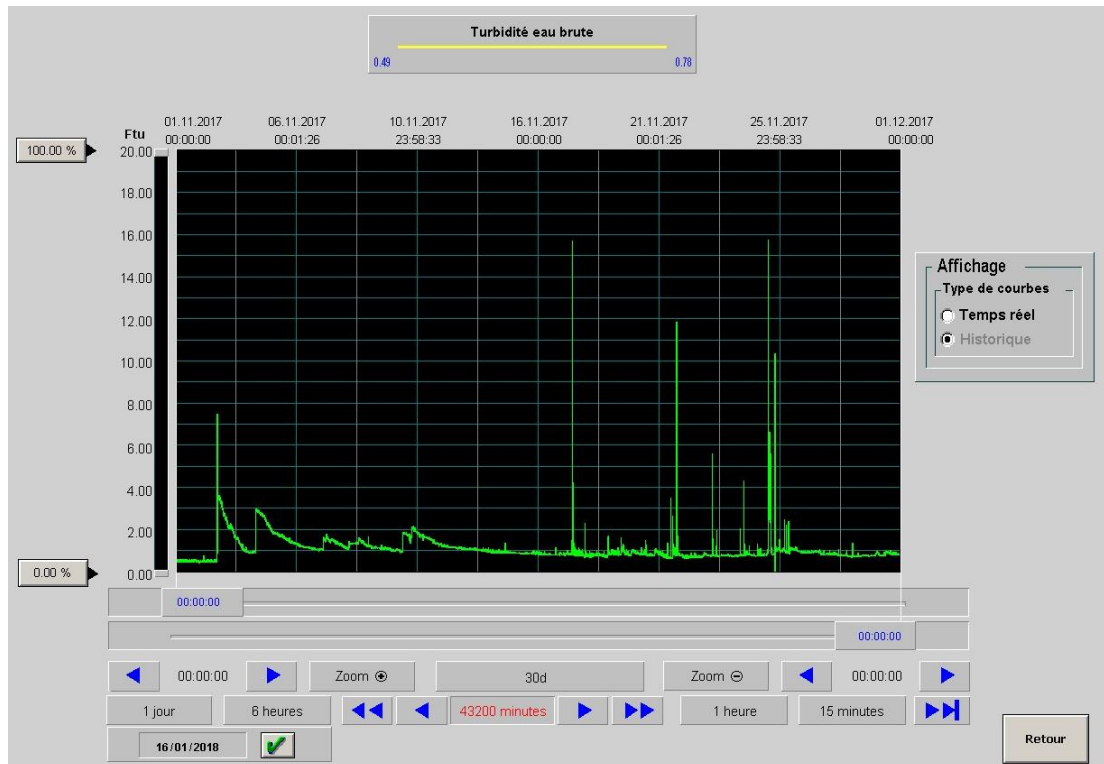 Turbidité eau brute
0.49 0.78
01.11.2017 06.11.2017 10.11.2017 16.11.2017 21.11.2017 25.11.2017 01.12.2017
Ftu 00:00:00 00:01:26 23:58:33 00:00:00 00:01:26 23:58:33 00:00:00
100.00 % 20.00
18.00
16.00
14.00
12.00
10.00
8.00
6.00
4.00
2.00
0.00 % 0.00
Affichage
Type de courbes
Temps réel
Historique
00:00:00
00:00:00
00:00:00 Zoom 30d Zoom 00:00:00
1 jour 6 heures 43200 minutes 1 heure 15 minutes
16/01/2018
Retour